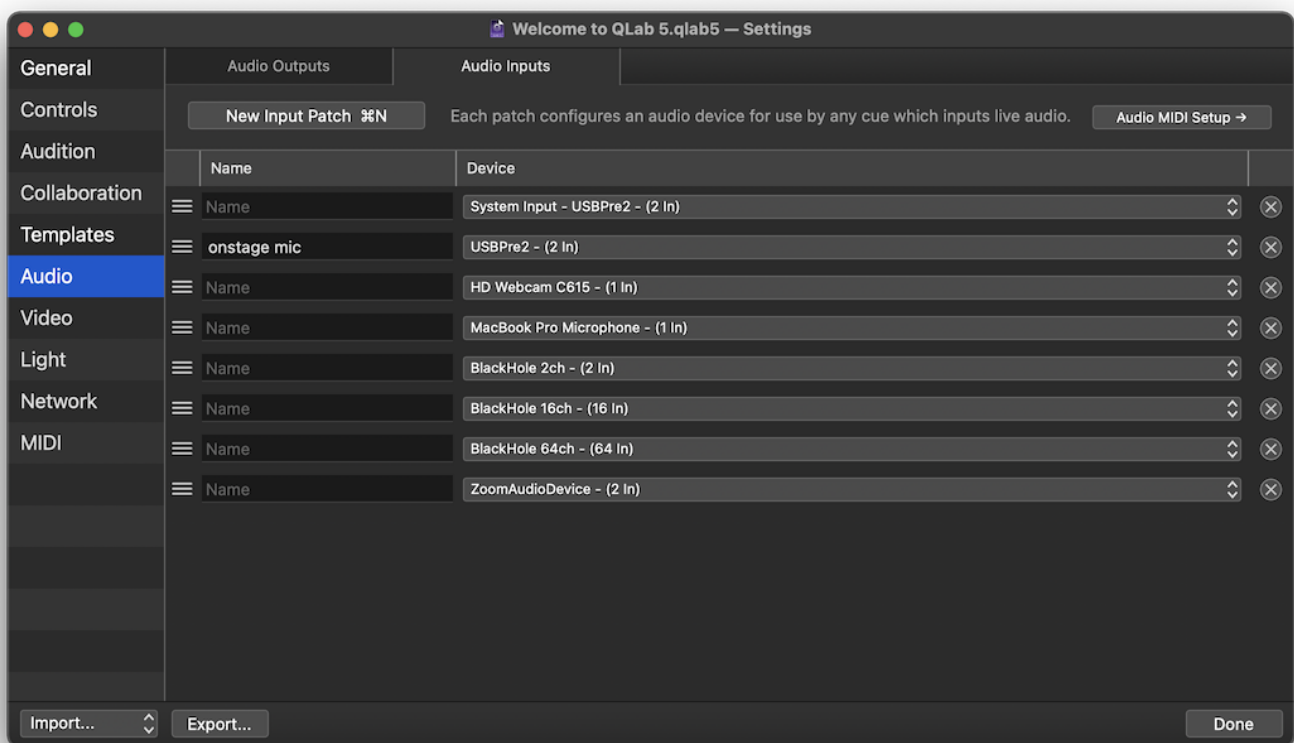 Welcome to QLab 5.qlab5 — Settings
General
Controls
Audition
Collaboration
Templates
Audio
Video
Light
Network
MIDI
Audio Outputs
Audio Inputs
New Input Patch ⌘N
Each patch configures an audio device for use by any cue which inputs live audio.
Audio MIDI Setup →
Name Device
Name System Input - USBPre2 - (2 In)
onstage mic USBPre2 - (2 In)
Name HD Webcam C615 - (1 In)
Name MacBook Pro Microphone - (1 In)
Name BlackHole 2ch - (2 In)
Name BlackHole 16ch - (16 In)
Name BlackHole 64ch - (64 In)
Name ZoomAudioDevice - (2 In)
Import...
Export...
Done